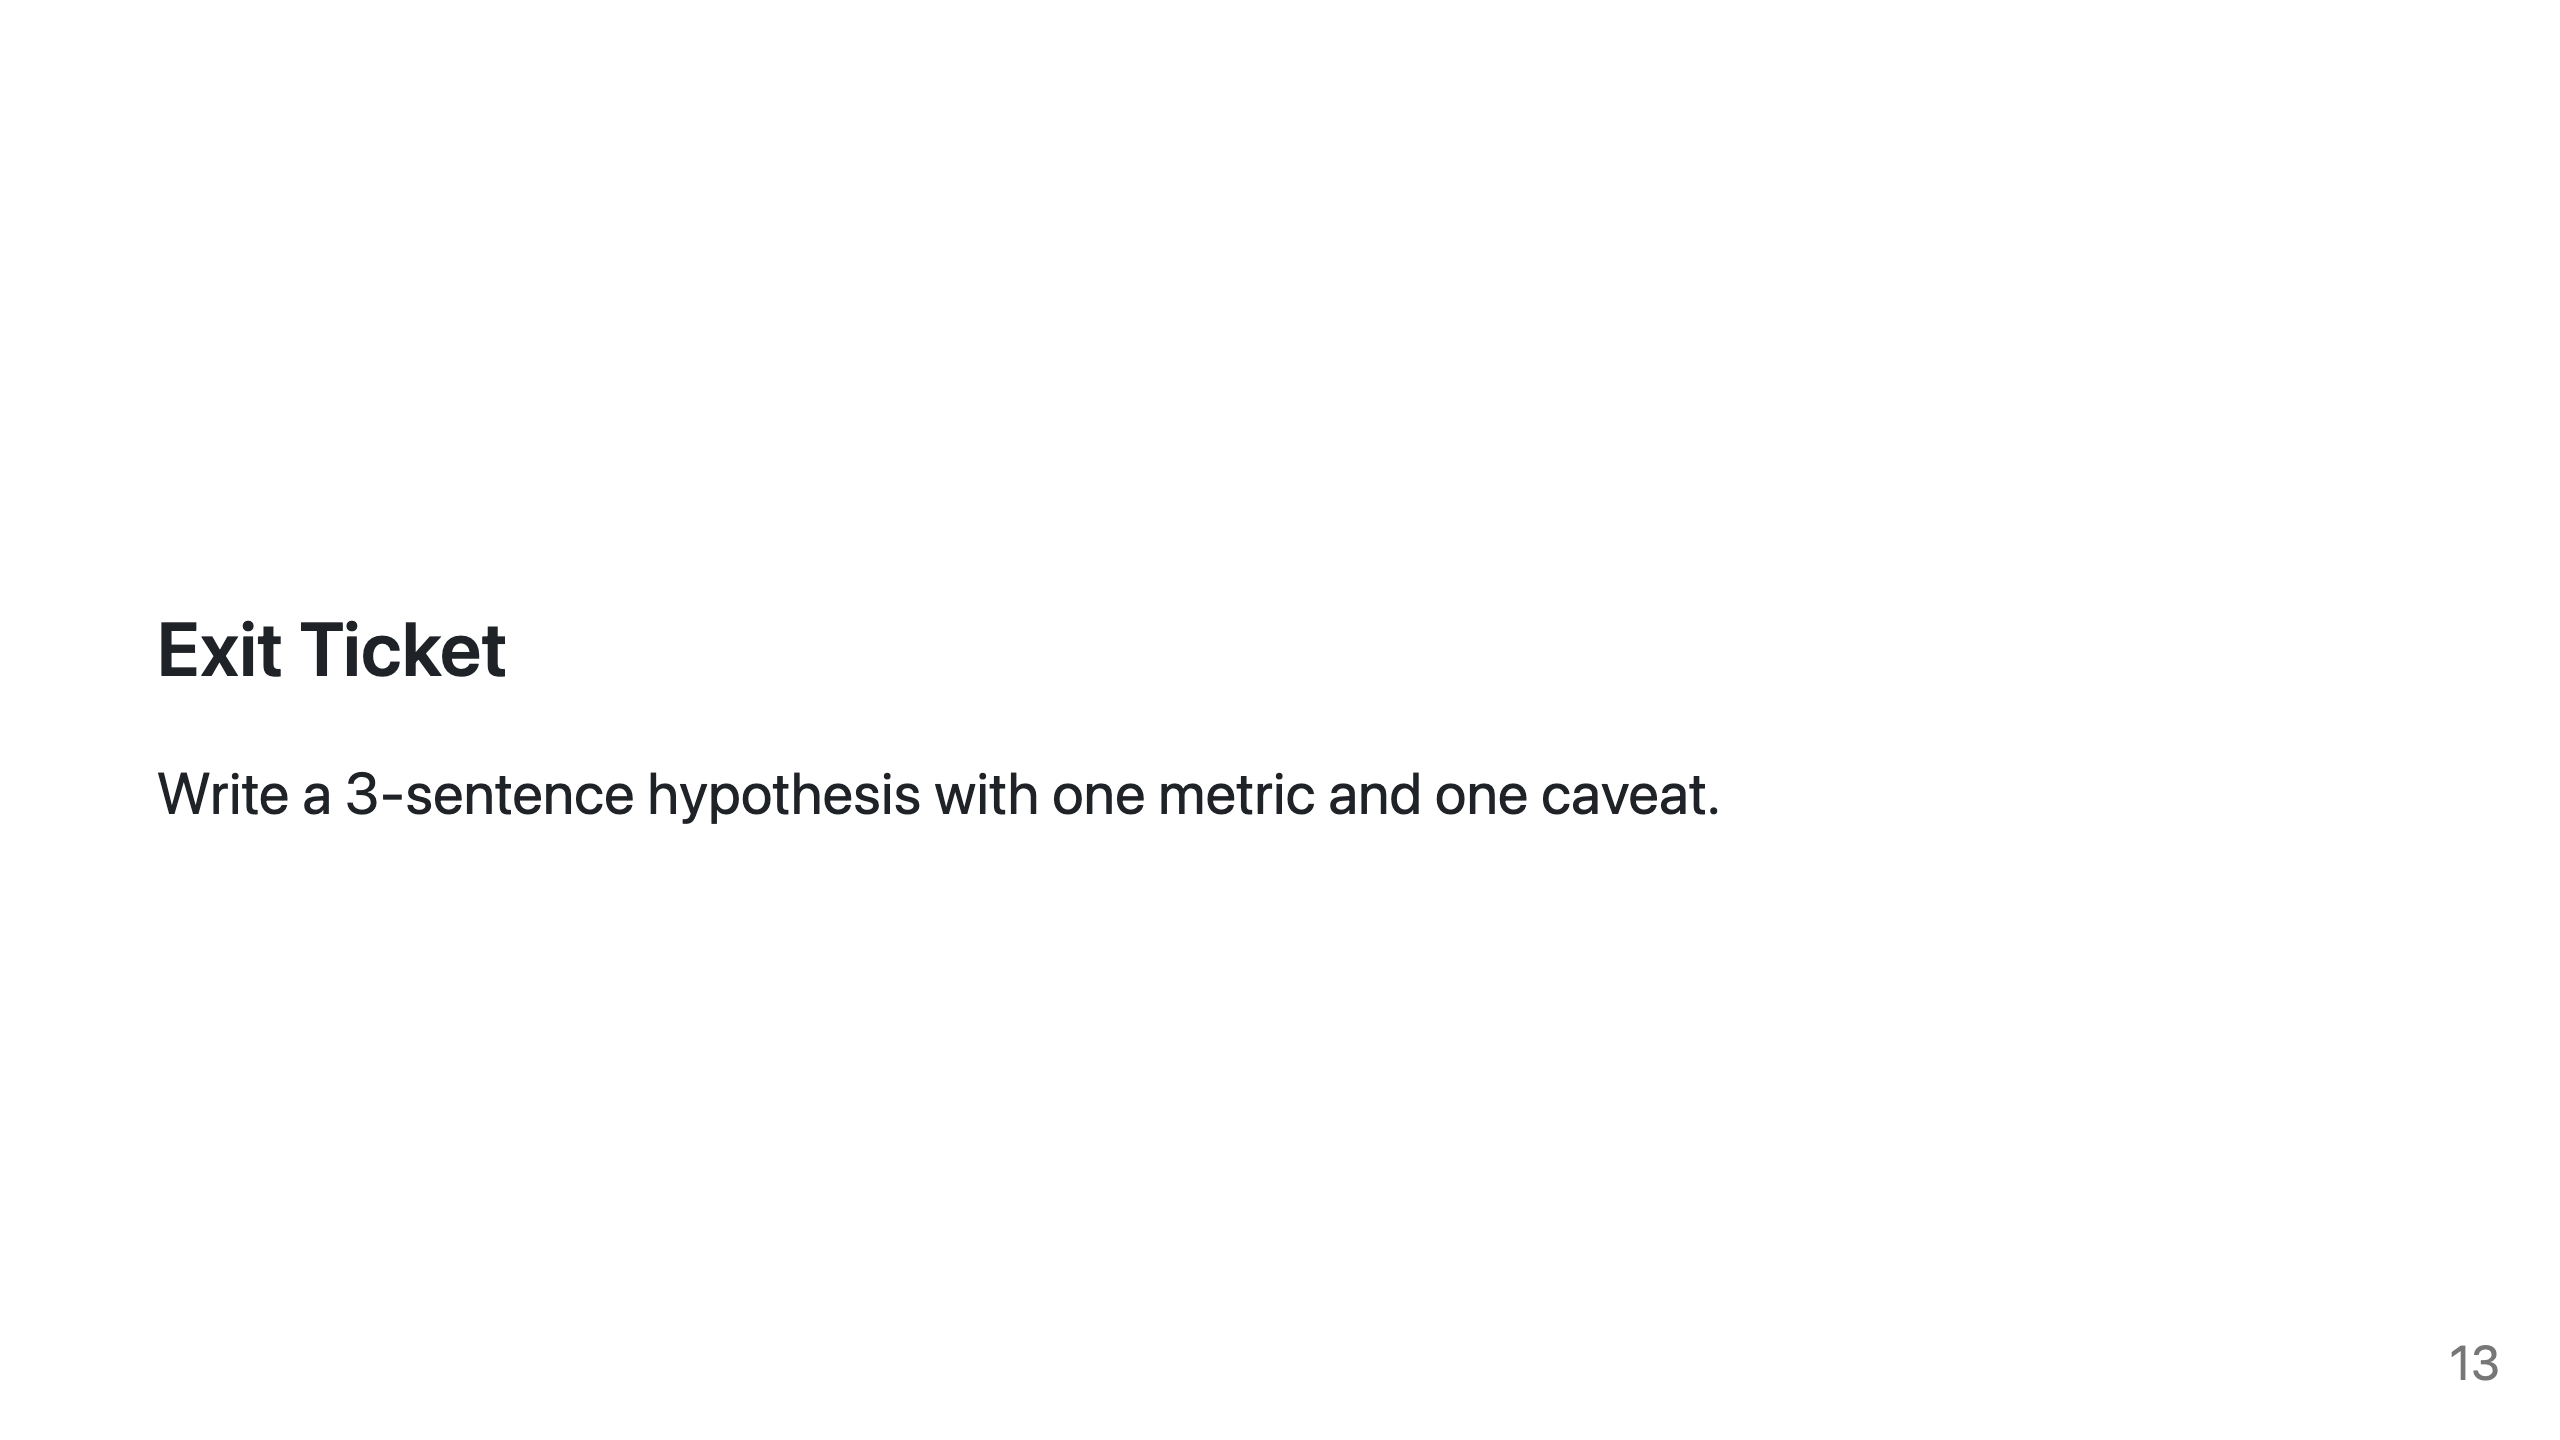 Exit Ticket
Write a 3-sentence hypothesis with one metric and one caveat.
13